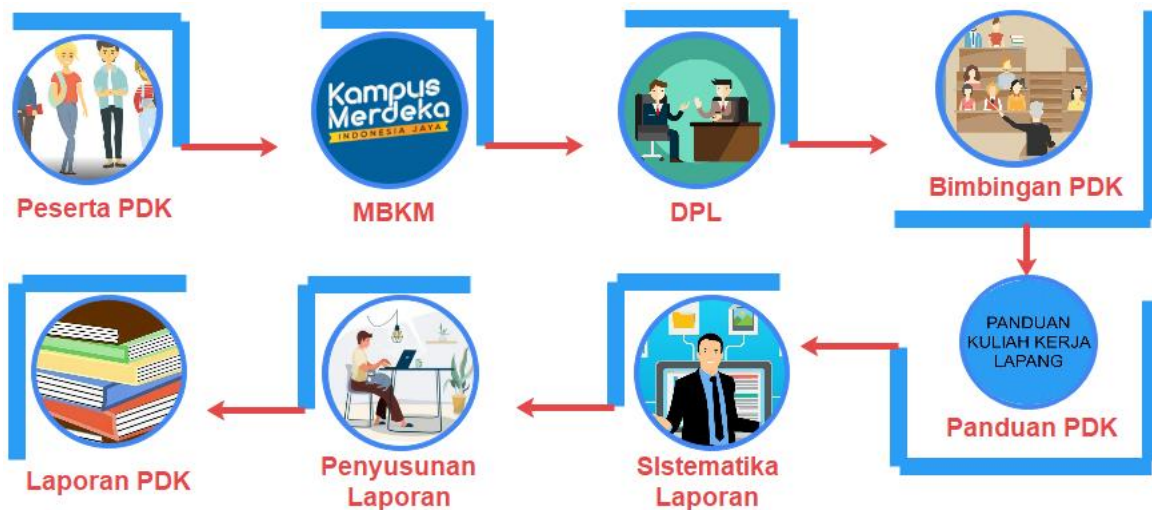 Kampus
Merdeka
INDONESIA JAYA
Peserta PDK
MBKM
DPL
Bimbingan PDK
PANDUAN
KULIAH KERJA
LAPANG
Panduan PDK
SIstematika
Laporan
Penyusunan
Laporan
Laporan PDK